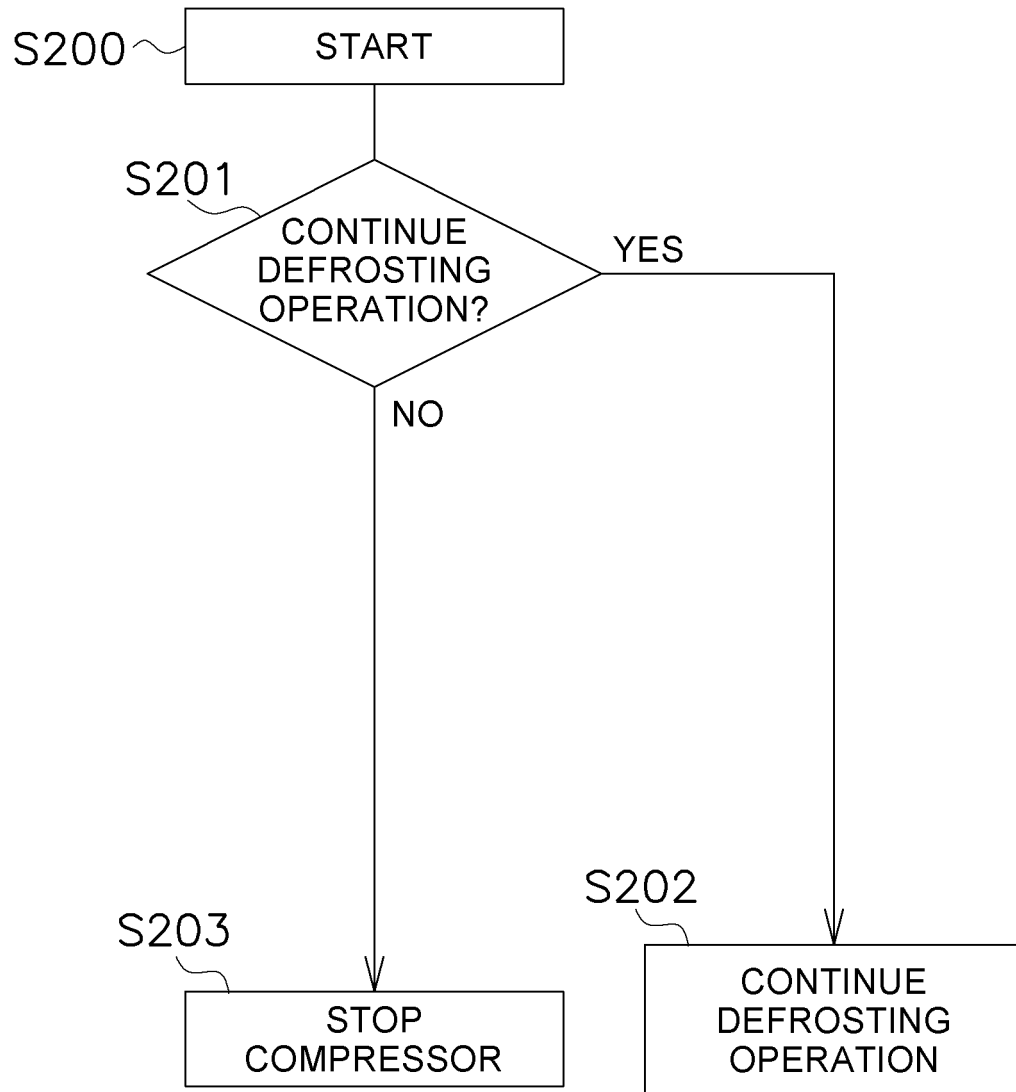 S200
START
S201
CONTINUE
DEFROSTING
OPERATION?
YES
NO
S203
STOP
COMPRESSOR
S202
CONTINUE
DEFROSTING
OPERATION